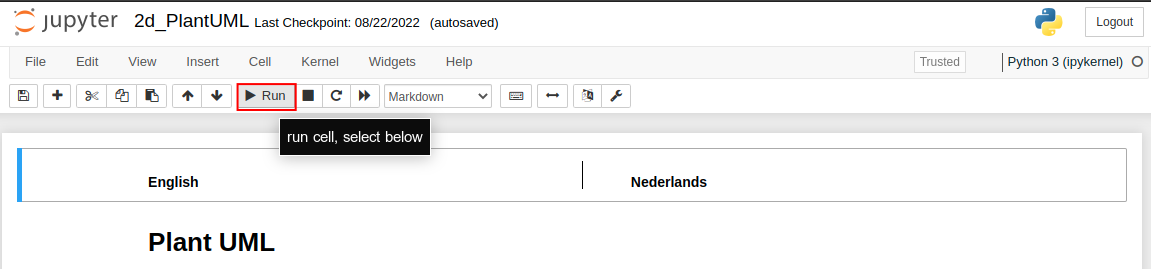 jupyter 2d_PlantUML Last Checkpoint: 08/22/2022 (autosaved) Logout
File Edit View Insert Cell Kernel Widgets Help Trusted Python 3 (ipykernel)
Run Markdown
run cell, select below
English Nederlands
Plant UML